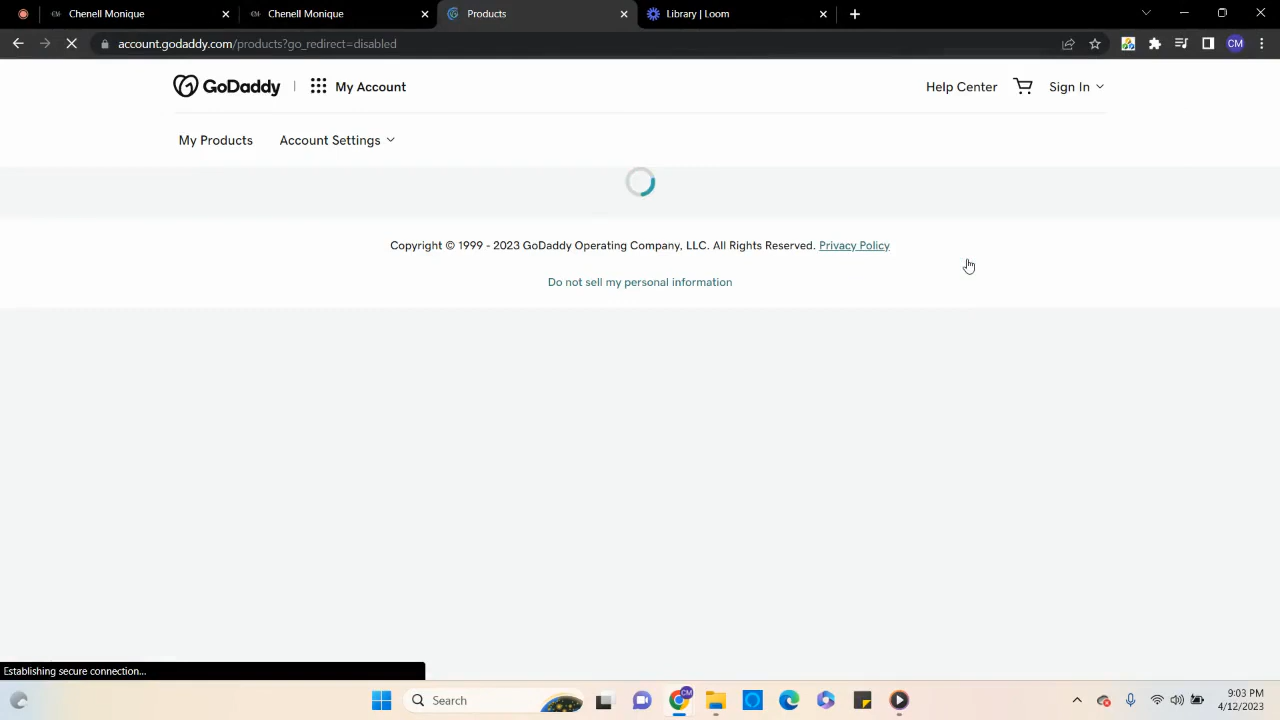 Chenell Monique
Chenell Monique
Products
Library | Loom
account.godaddy.com/products?go_redirect=disabled
CM
GoDaddy
My Account
Help Center
Sign In
My Products
Account Settings
Copyright © 1999 - 2023 GoDaddy Operating Company, LLC. All Rights Reserved. Privacy Policy
Do not sell my personal information
Establishing secure connection...
Search
CM
9:03 PM
4/12/2023